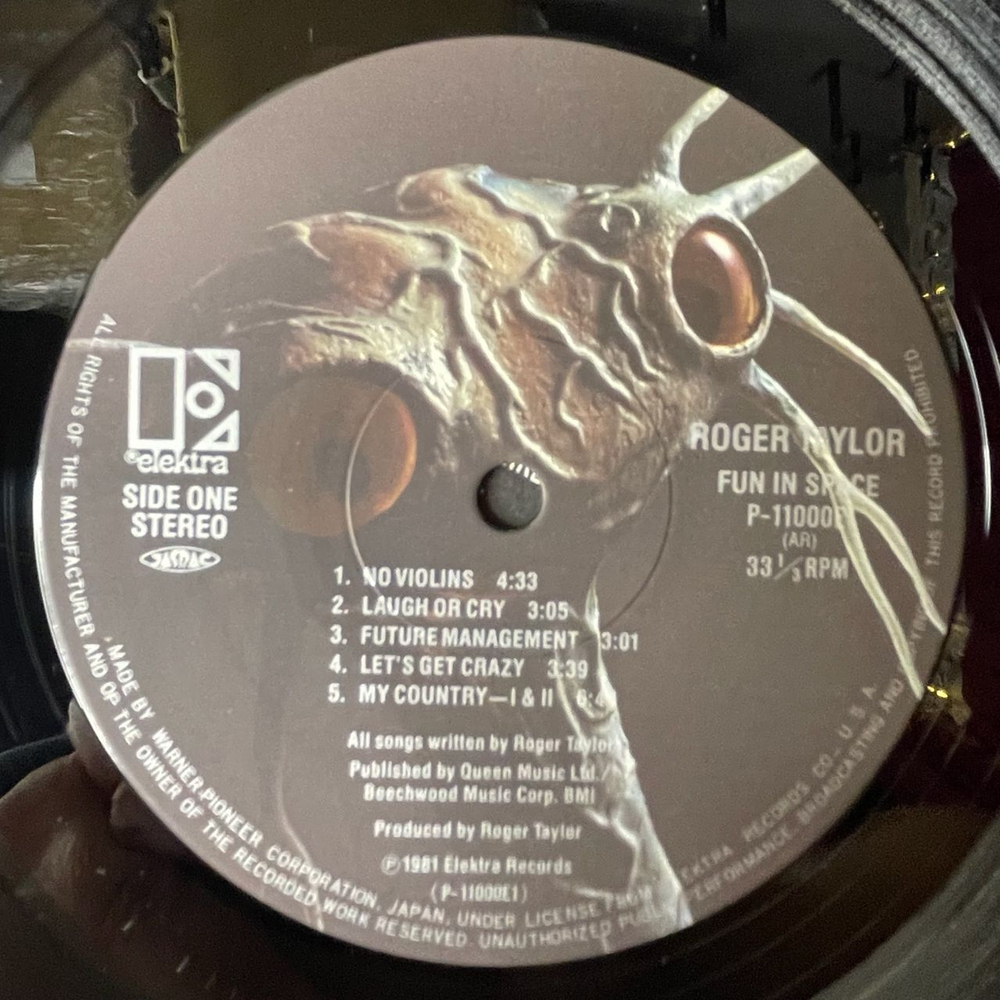 ®elektra
SIDE ONE
STEREO
JASRAC
ROGER TAYLOR
FUN IN SPACE
P-11000E
(AR)
33 1/3 RPM
1. NO VIOLINS 4:33
2. LAUGH OR CRY 3:05
3. FUTURE MANAGEMENT 3:01
4. LET'S GET CRAZY 3:39
5. MY COUNTRY—I & II
All songs written by Roger Taylor
Published by Queen Music Ltd./
Beechwood Music Corp. BMI
Produced by Roger Taylor
Ⓟ1981 Elektra Records
(P-11000E1)
ALL RIGHTS OF THE MANUFACTURER AND OF THE OWNER OF THE RECORDED WORK RESERVED. UNAUTHORIZED PERFORMANCE, BROADCASTING AND OF THIS RECORD PROHIBITED
MADE BY WARNER-PIONEER CORPORATION, JAPAN, UNDER LICENSE FROM ELEKTRA RECORDS CO.- U. S. A.